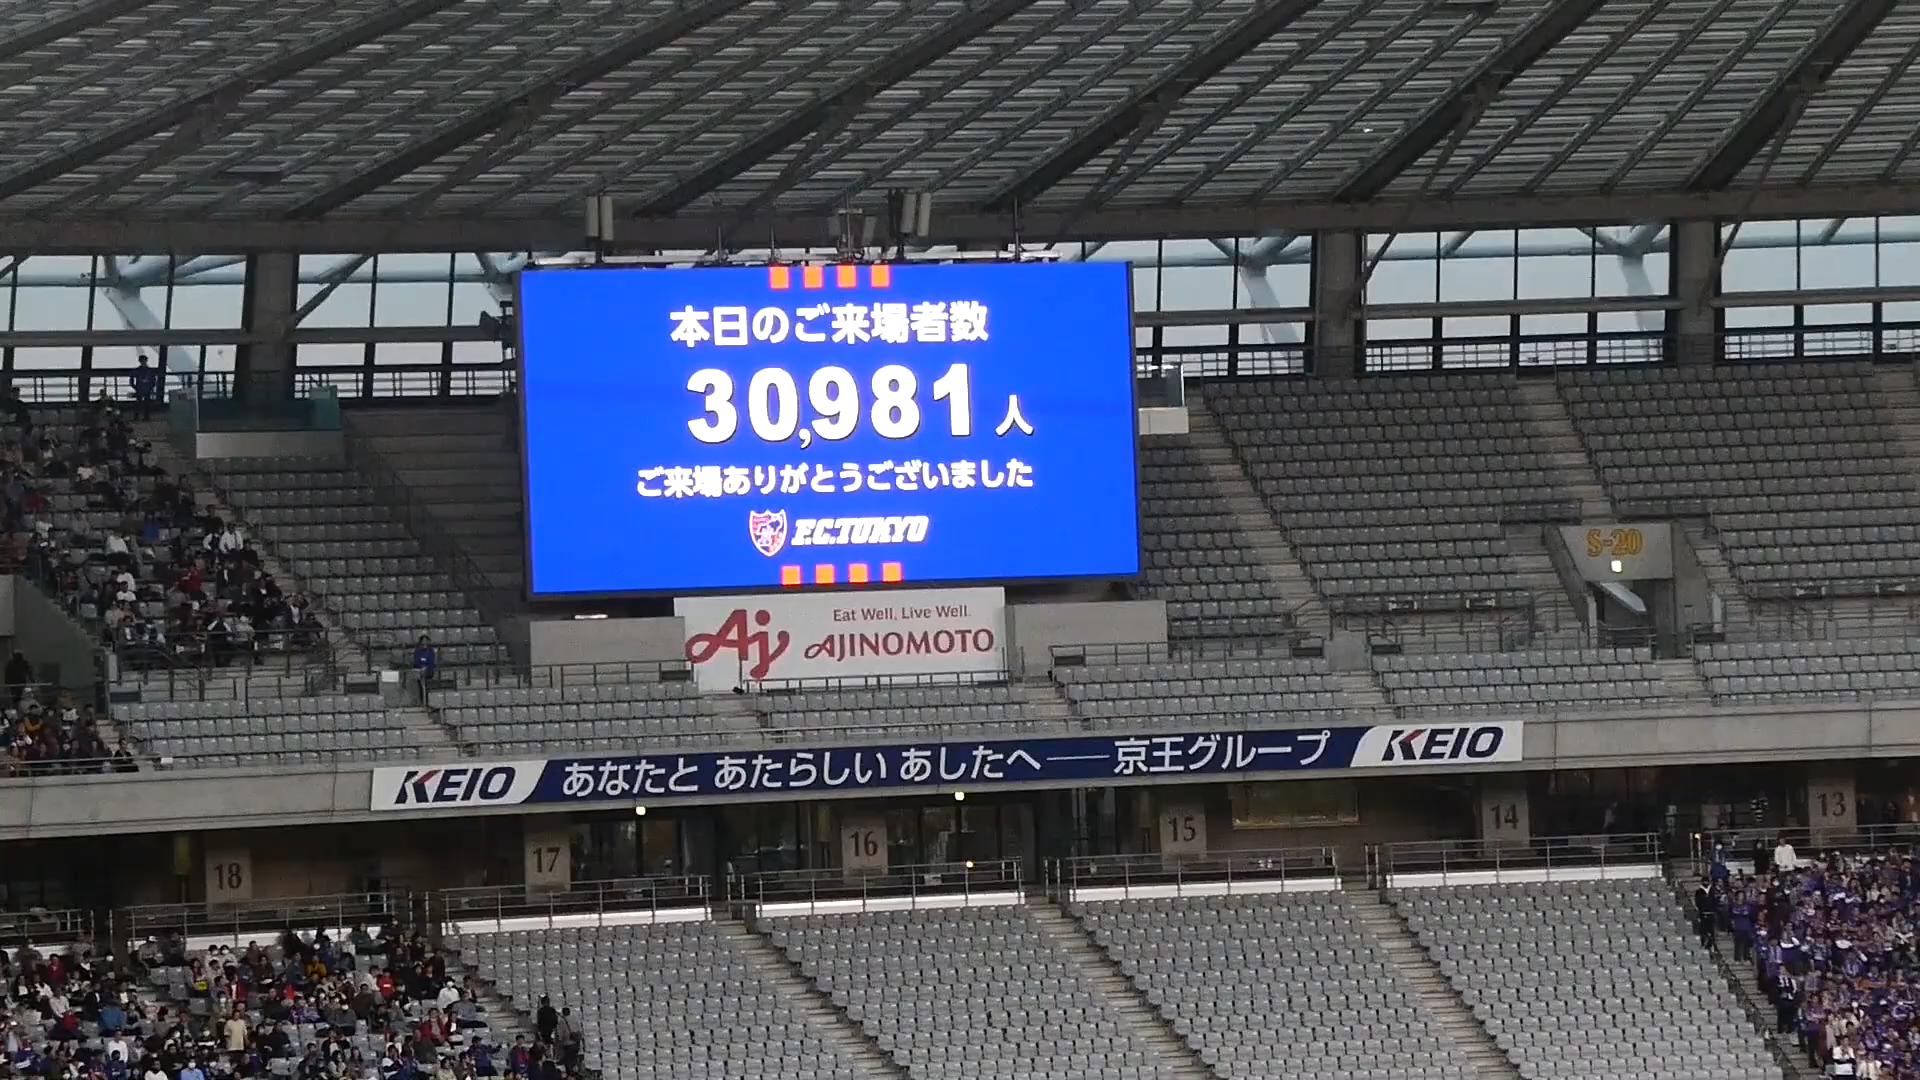 本日のご来場者数
30,981人
ご来場ありがとうございました
F.C.TOKYO
S-20
Aj
Eat Well, Live Well.
AJINOMOTO
KEIO あなたと あたらしい あしたへ――京王グループ KEIO
18 17 16 15 14 13